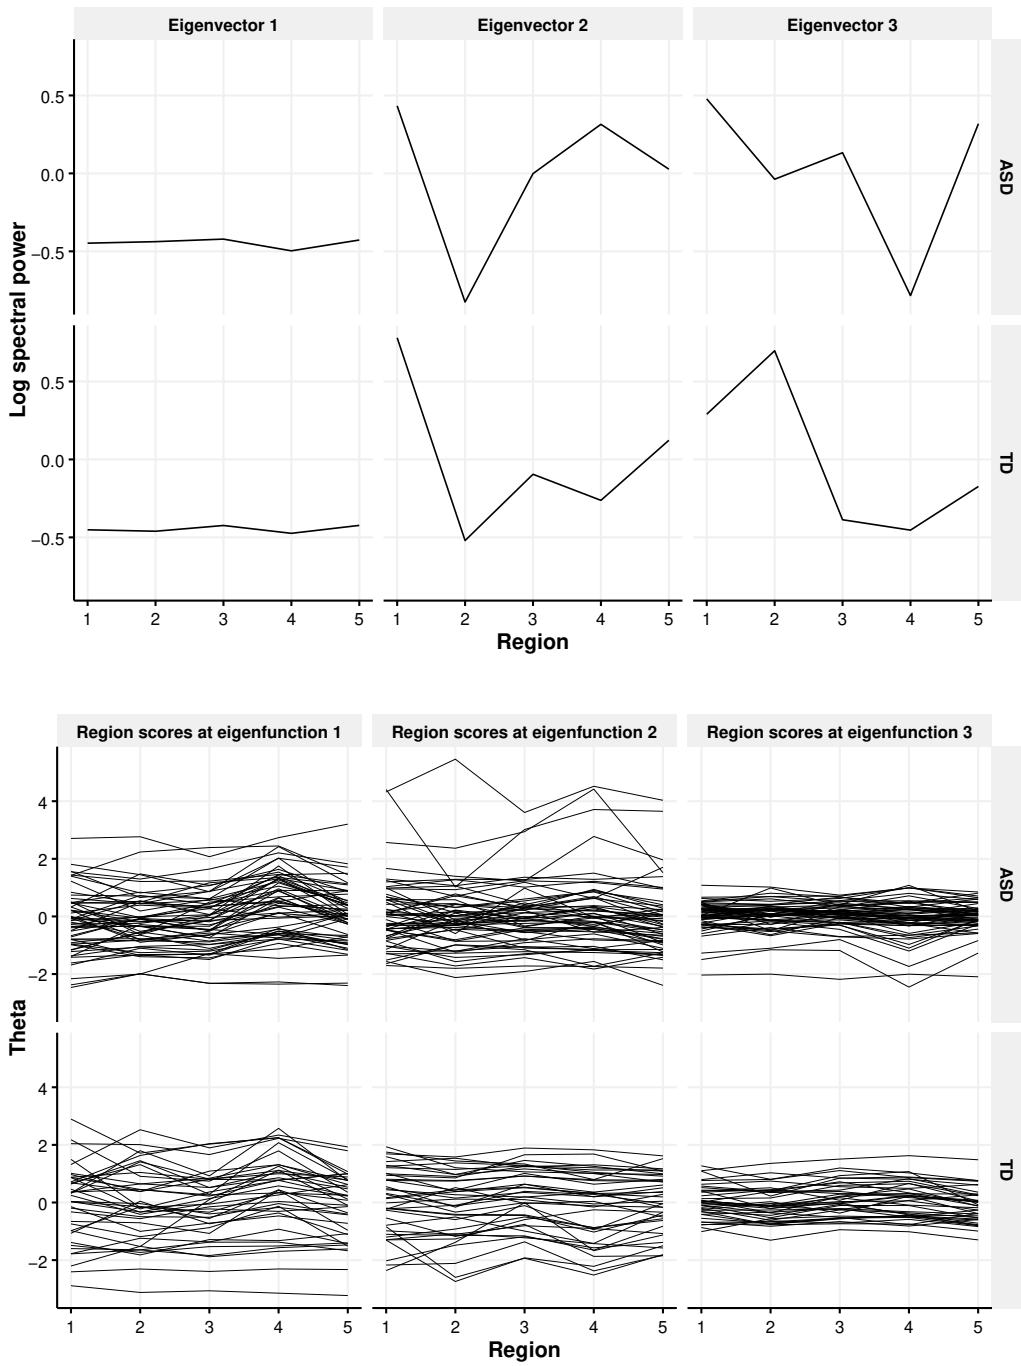 Eigenvector 1 Eigenvector 2 Eigenvector 3
0.5
0.0
−0.5
ASD
Log spectral power
0.5
0.0
−0.5
TD
1 2 3 4 5 1 2 3 4 5 1 2 3 4 5
Region
Region scores at eigenfunction 1 Region scores at eigenfunction 2 Region scores at eigenfunction 3
4
2
0
−2
ASD
Theta
4
2
0
−2
TD
1 2 3 4 5 1 2 3 4 5 1 2 3 4 5
Region